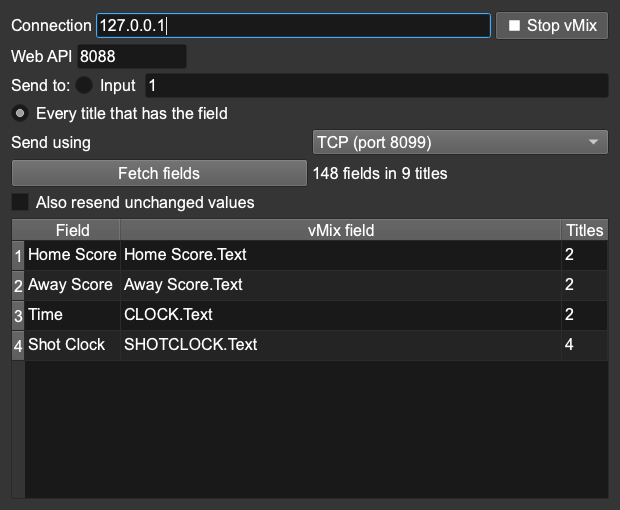 Connection 127.0.0.1 Stop vMix
Web API 8088
Send to: Input 1
Every title that has the field
Send using TCP (port 8099)
Fetch fields 148 fields in 9 titles
Also resend unchanged values
Field vMix field Titles
1 Home Score Home Score.Text 2
2 Away Score Away Score.Text 2
3 Time CLOCK.Text 2
4 Shot Clock SHOTCLOCK.Text 4